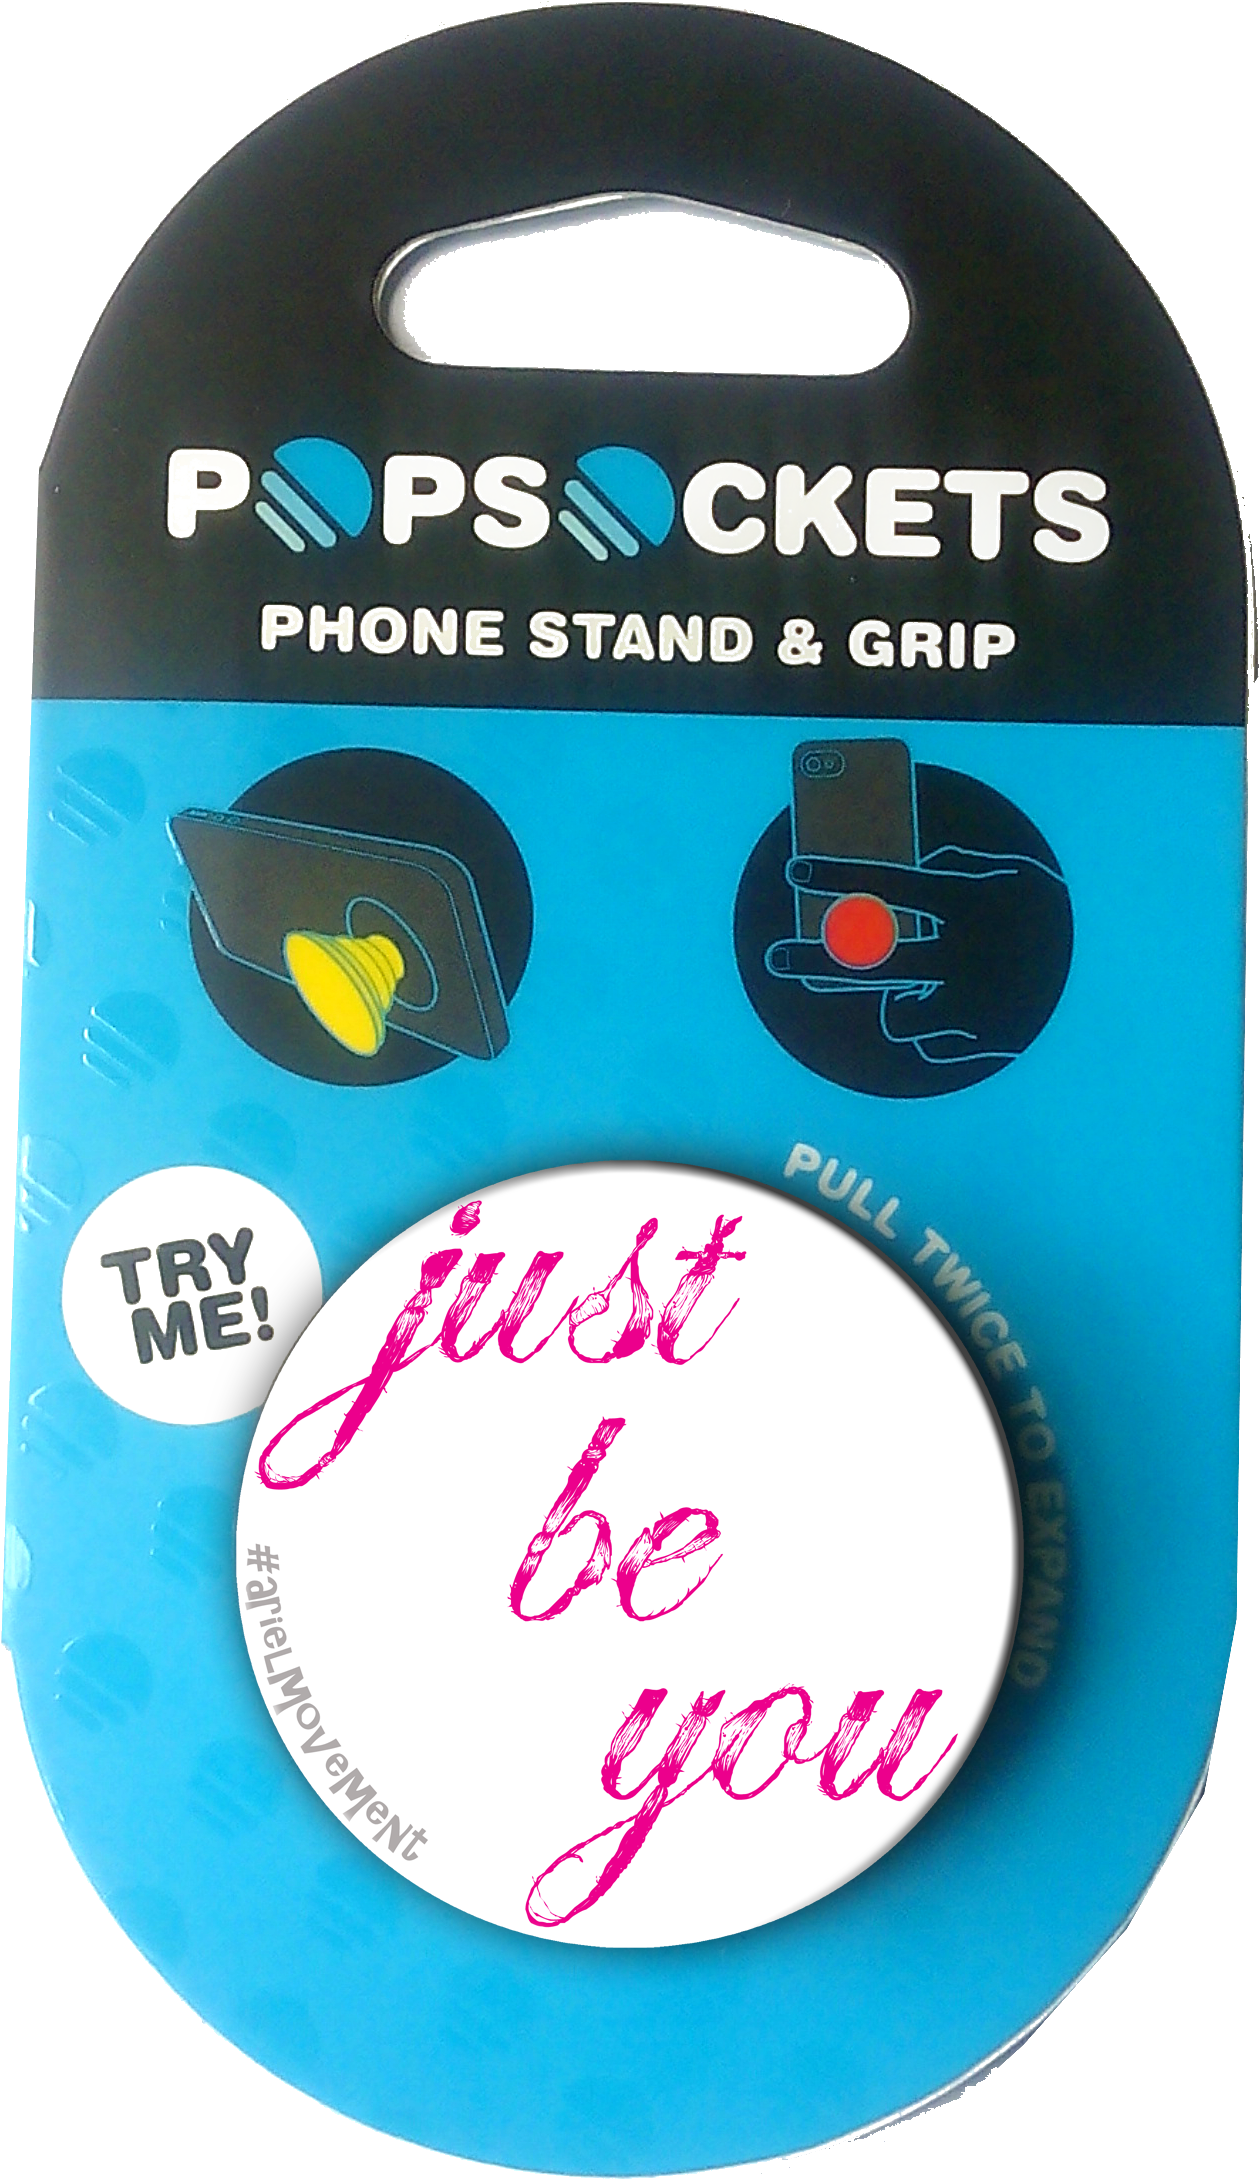 POPSOCKETS
PHONE STAND & GRIP
PULL TWICE TO EXPAND
TRY
ME!
just
be
you
#arielMovement